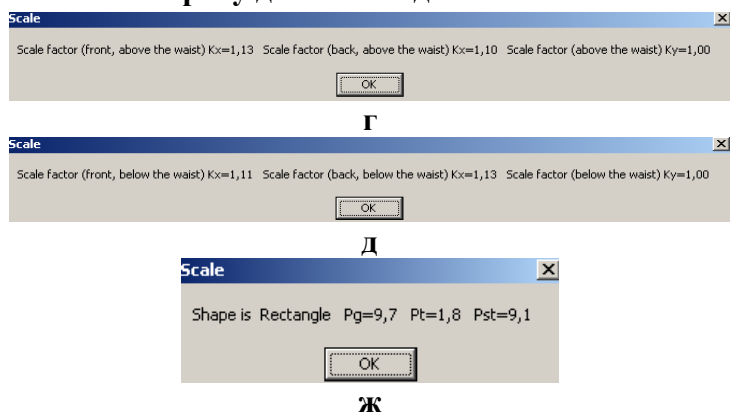 Scale
Scale factor (front, above the waist) Kx=1,13 Scale factor (back, above the waist) Kx=1,10 Scale factor (above the waist) Ky=1,00
OK
г
Scale
Scale factor (front, below the waist) Kx=1,11 Scale factor (back, below the waist) Kx=1,13 Scale factor (below the waist) Ky=1,00
OK
д
Scale
Shape is Rectangle Pg=9,7 Pt=1,8 Pst=9,1
OK
ж